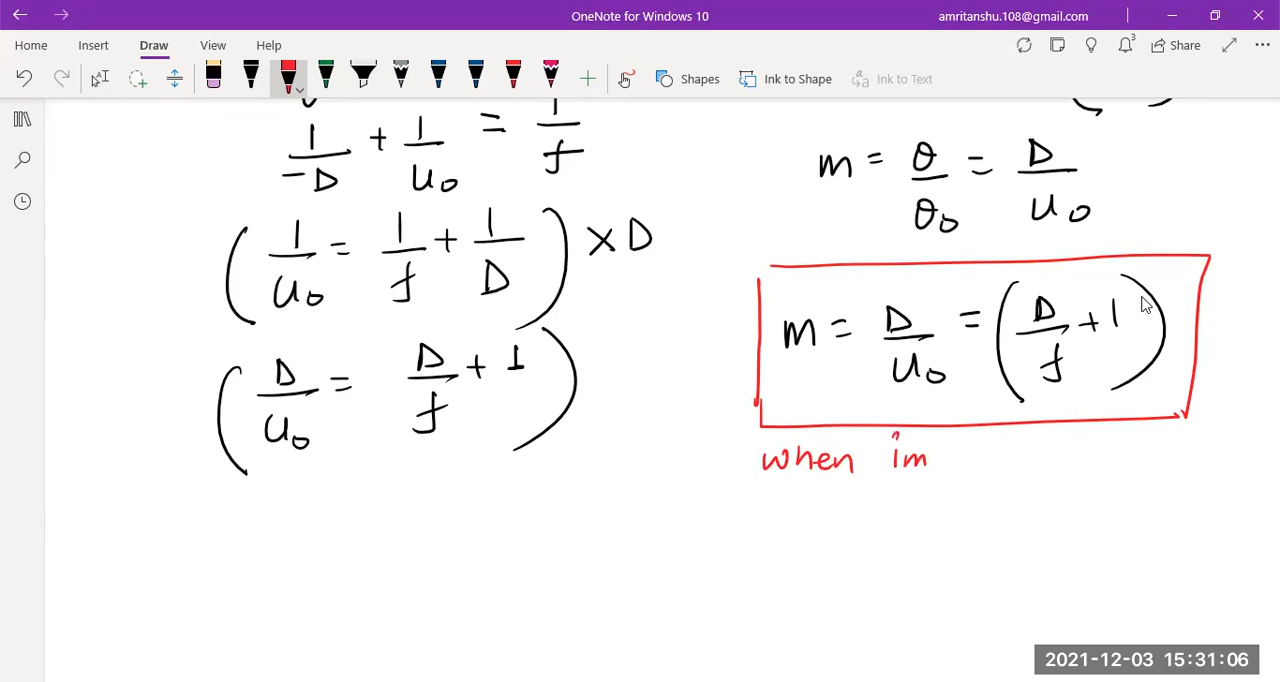 OneNote for Windows 10
amritanshu.108@gmail.com
Home Insert Draw View Help
Share
Shapes
Ink to Shape
Ink to Text
1/-D + 1/u₀ = 1/f
(1/u₀ = 1/f + 1/D) × D
(D/u₀ = D/f + 1)
m = θ/θ₀ = D/u₀
m = D/u₀ = (D/f + 1)
when im
2021-12-03 15:31:06